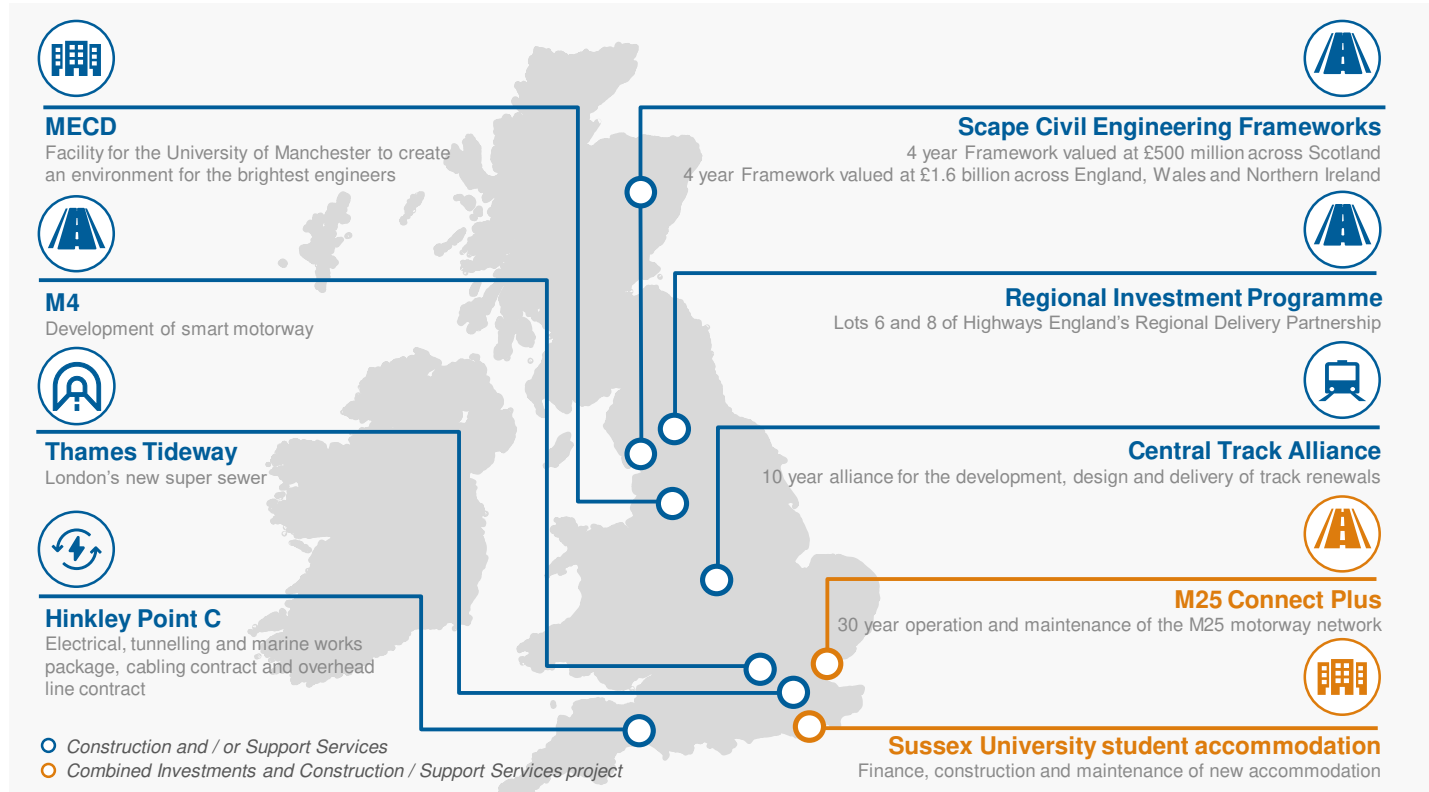 MECD
Facility for the University of Manchester to create
an environment for the brightest engineers
M4
Development of smart motorway
Thames Tideway
London's new super sewer
Hinkley Point C
Electrical, tunnelling and marine works
package, cabling contract and overhead
line contract
Construction and / or Support Services
Combined Investments and Construction / Support Services project
Scape Civil Engineering Frameworks
4 year Framework valued at £500 million across Scotland
4 year Framework valued at £1.6 billion across England, Wales and Northern Ireland
Regional Investment Programme
Lots 6 and 8 of Highways England's Regional Delivery Partnership
Central Track Alliance
10 year alliance for the development, design and delivery of track renewals
M25 Connect Plus
30 year operation and maintenance of the M25 motorway network
Sussex University student accommodation
Finance, construction and maintenance of new accommodation